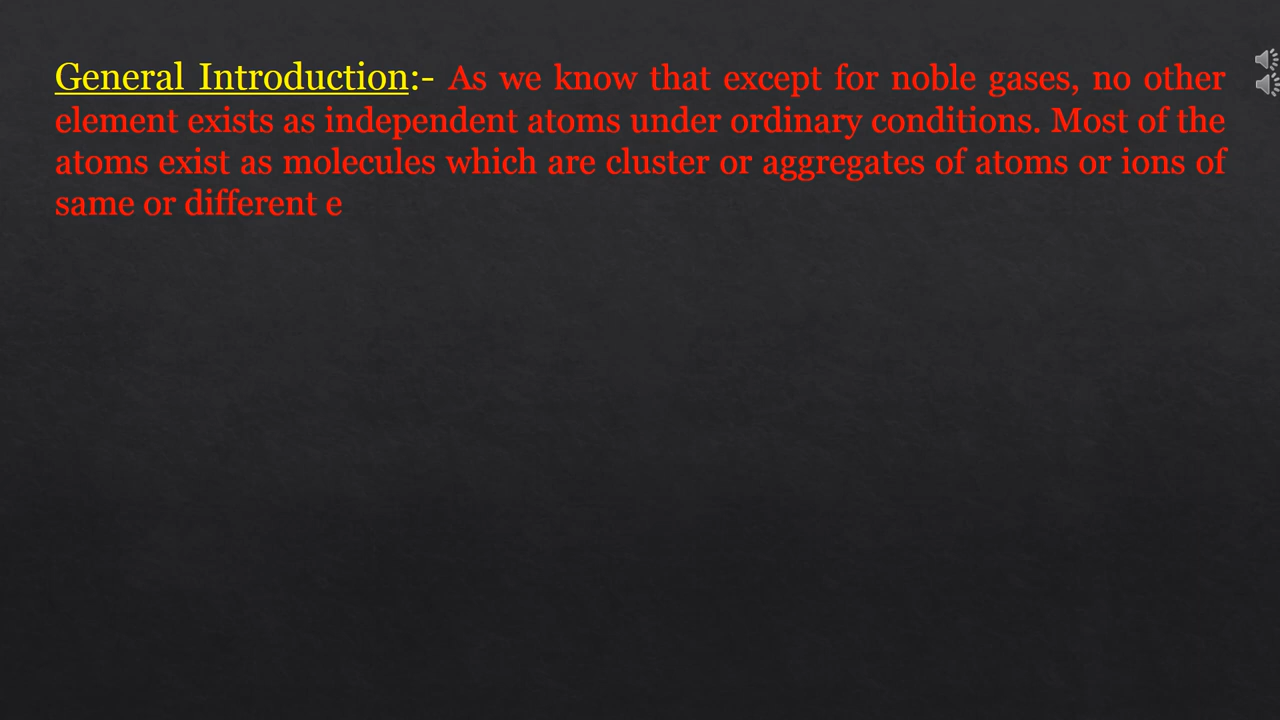 General Introduction:- As we know that except for noble gases, no other
element exists as independent atoms under ordinary conditions. Most of the
atoms exist as molecules which are cluster or aggregates of atoms or ions of
same or different e